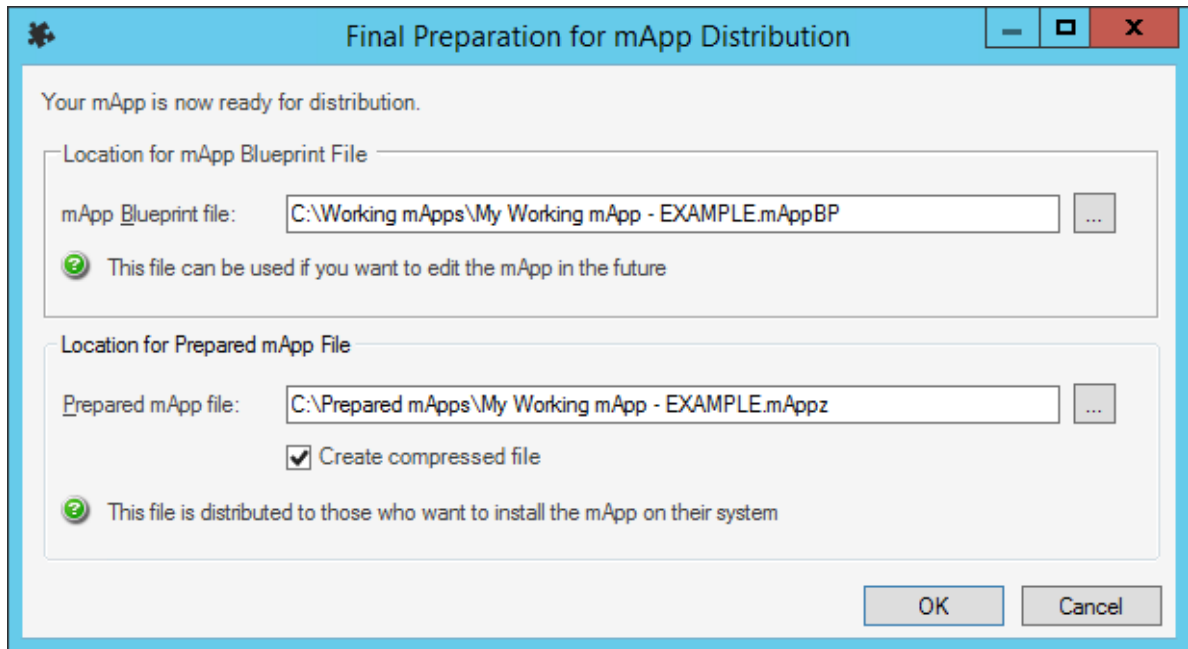 Final Preparation for mApp Distribution
Your mApp is now ready for distribution.
Location for mApp Blueprint File
mApp Blueprint file: C:\Working mApps\My Working mApp - EXAMPLE.mAppBP ...
This file can be used if you want to edit the mApp in the future
Location for Prepared mApp File
Prepared mApp file: C:\Prepared mApps\My Working mApp - EXAMPLE.mAppz ...
Create compressed file
This file is distributed to those who want to install the mApp on their system
OK Cancel